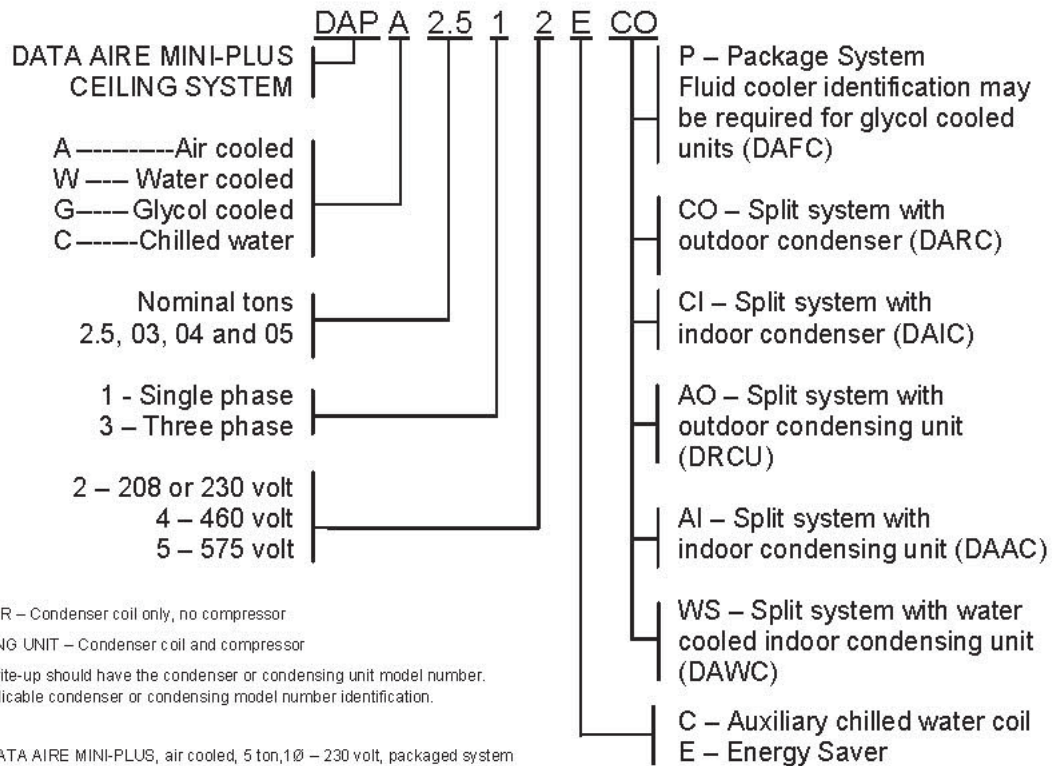 DAP A 2.5 1 2 E CO
DATA AIRE MINI-PLUS
CEILING SYSTEM
A ----------Air cooled
W ---- Water cooled
G-----Glycol cooled
C-------Chilled water
Nominal tons
2.5, 03, 04 and 05
1 - Single phase
3 – Three phase
2 – 208 or 230 volt
4 – 460 volt
5 – 575 volt
P – Package System
Fluid cooler identification may
be required for glycol cooled
units (DAFC)
CO – Split system with
outdoor condenser (DARC)
CI – Split system with
indoor condenser (DAIC)
AO – Split system with
outdoor condensing unit
(DRCU)
AI – Split system with
indoor condensing unit (DAAC)
WS – Split system with water
cooled indoor condensing unit
(DAWC)
C – Auxiliary chilled water coil
E – Energy Saver
R – Condenser coil only, no compressor
NG UNIT – Condenser coil and compressor
ite-up should have the condenser or condensing unit model number.
licable condenser or condensing model number identification.
ATA AIRE MINI-PLUS, air cooled, 5 ton,1Ø – 230 volt, packaged system